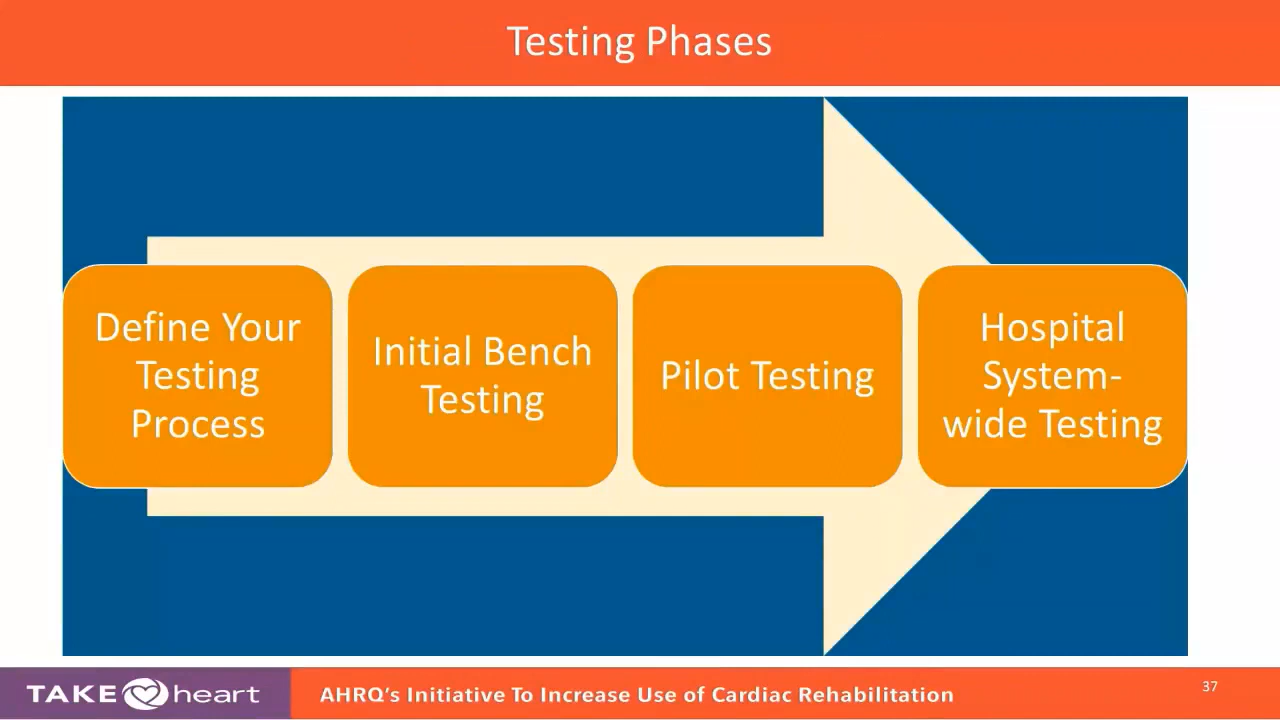 Testing Phases
Define Your
Testing
Process
Initial Bench
Testing
Pilot Testing
Hospital
System-
wide Testing
TAKE heart
AHRQ's Initiative To Increase Use of Cardiac Rehabilitation
37